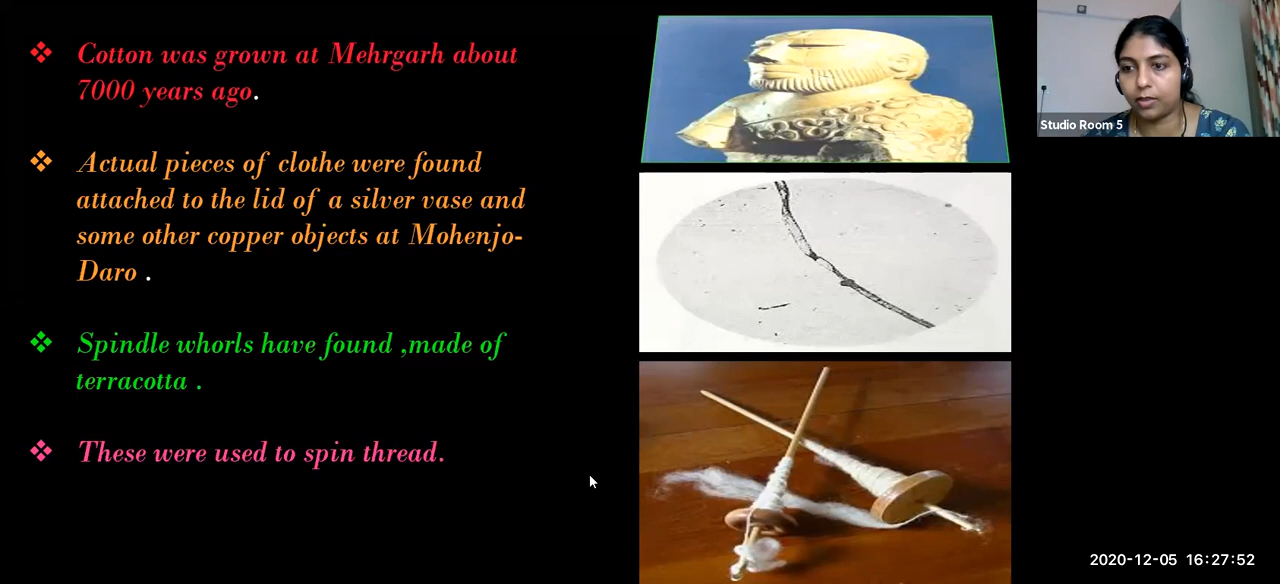 Cotton was grown at Mehrgarh about
7000 years ago.
Actual pieces of clothe were found
attached to the lid of a silver vase and
some other copper objects at Mohenjo-
Daro .
Spindle whorls have found ,made of
terracotta .
These were used to spin thread.
Studio Room 5
2020-12-05 16:27:52